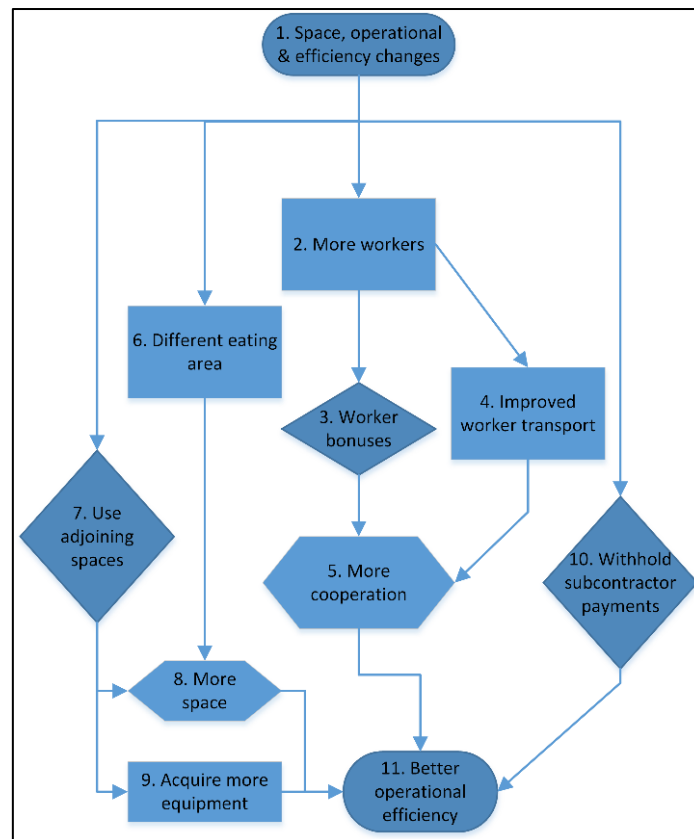 1. Space, operational
& efficiency changes
2. More workers
6. Different eating
area
3. Worker
bonuses
4. Improved
worker transport
7. Use
adjoining
spaces
5. More
cooperation
10. Withhold
subcontractor
payments
8. More
space
9. Acquire more
equipment
11. Better
operational
efficiency